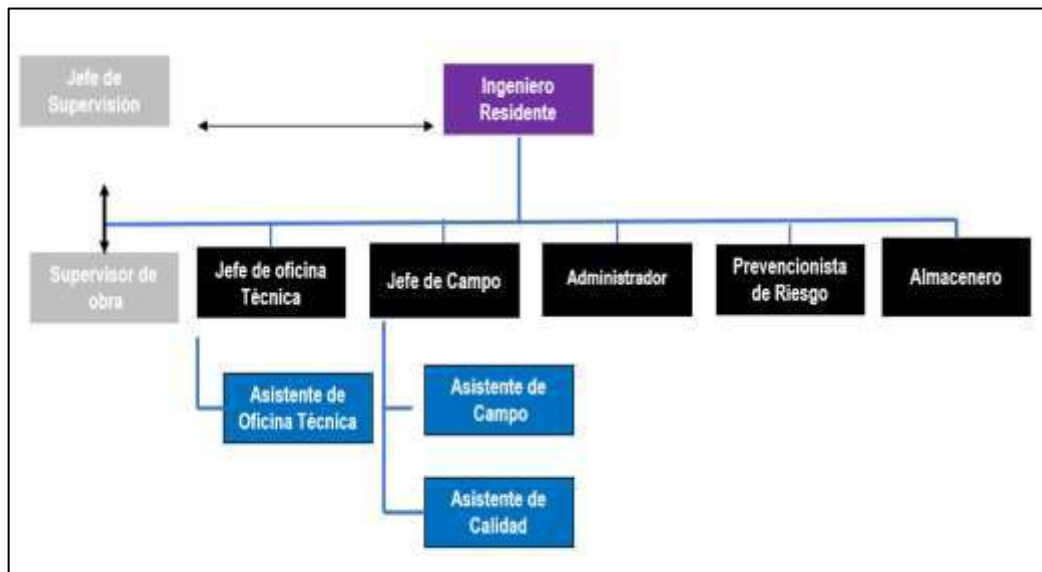 Jefe de
Supervisión
Ingeniero
Residente
Supervisor de
obra
Jefe de oficina
Técnica
Jefe de Campo
Administrador
Prevencionista
de Riesgo
Almacenero
Asistente de
Oficina Técnica
Asistente de
Campo
Asistente de
Calidad